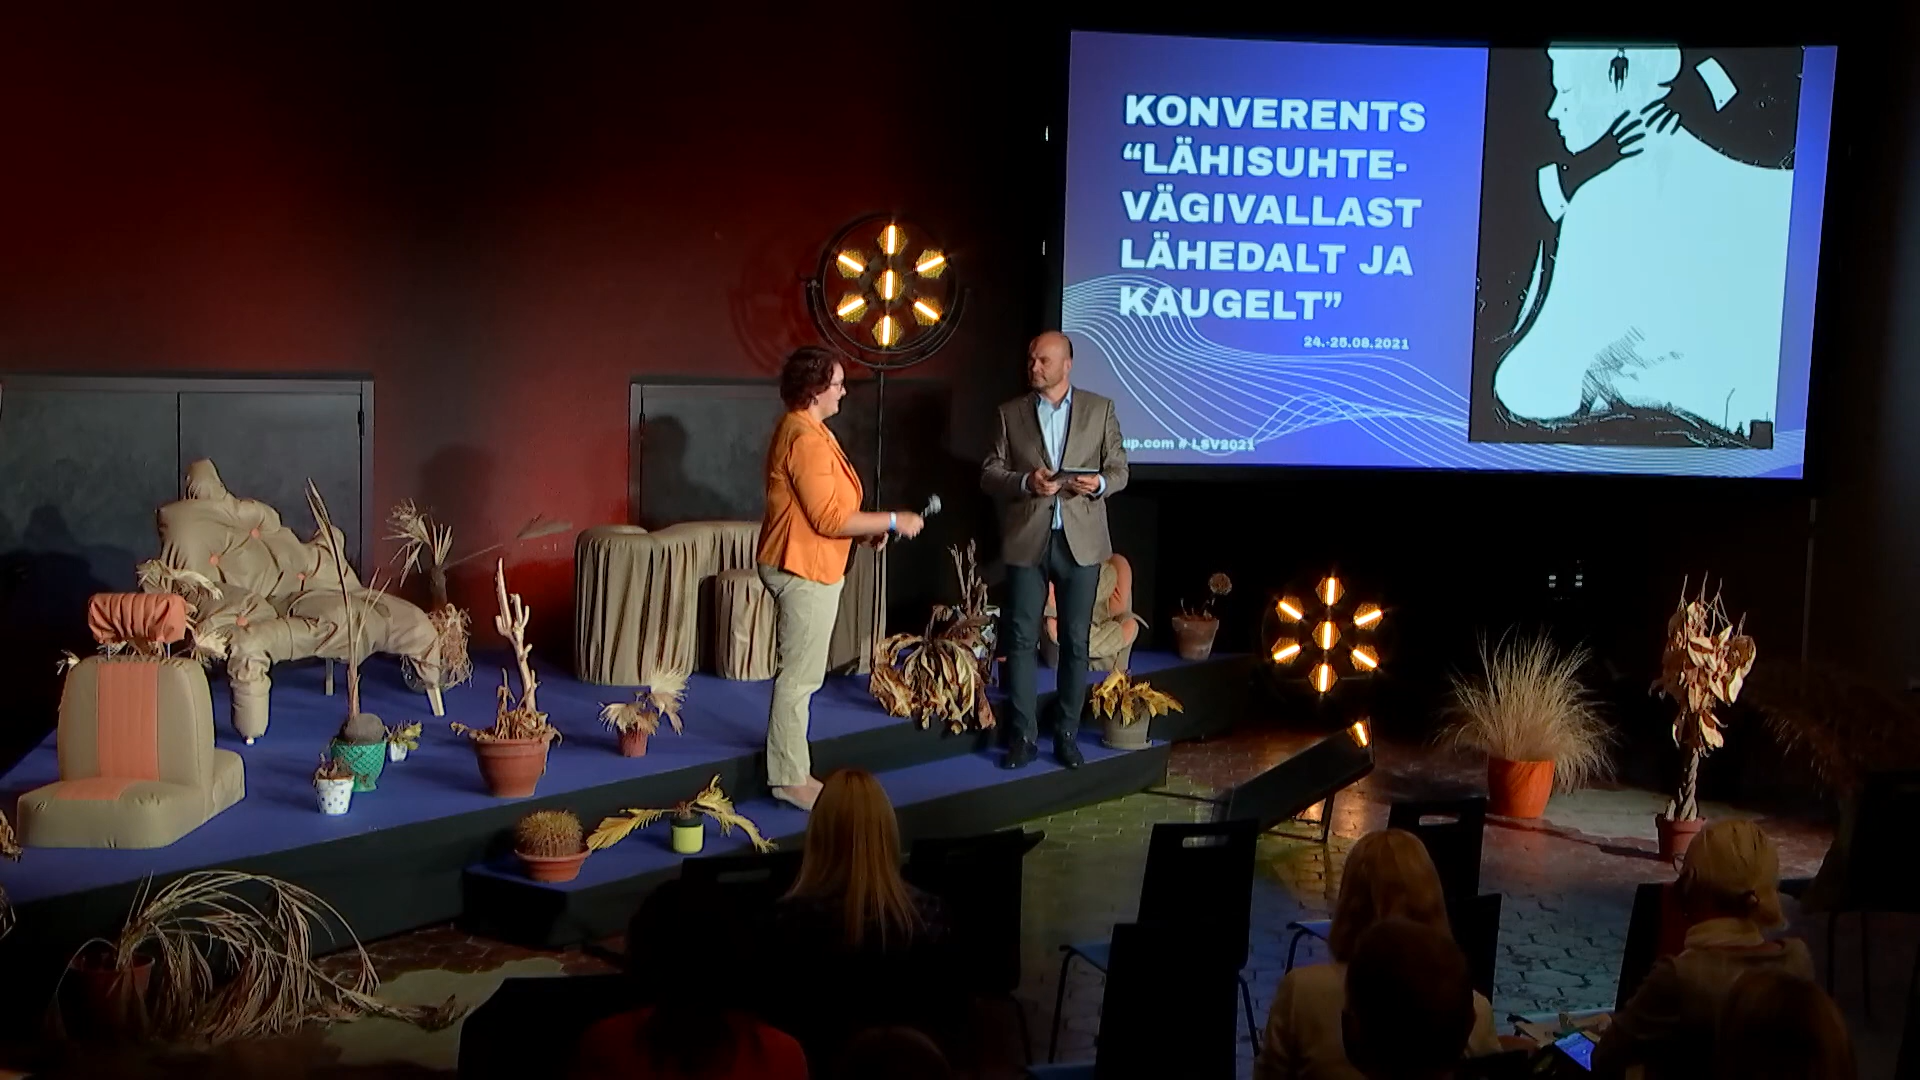 KONVERENTS
“LÄHISUHTE-
VÄGIVALLAST
LÄHEDALT JA
KAUGELT”
24.-25.08.2021
up.com # LSV2021